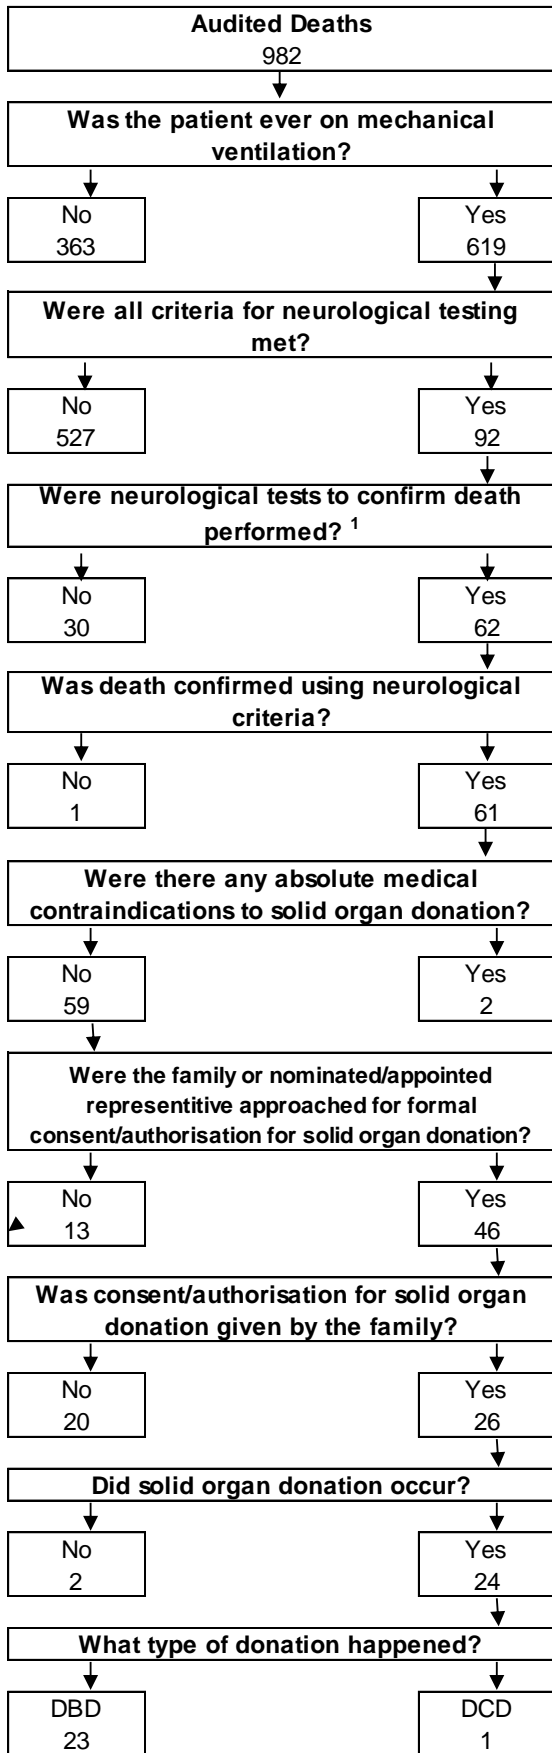 Audited Deaths
982
Was the patient ever on mechanical
ventilation?
No
363
Yes
619
Were all criteria for neurological testing
met?
No
527
Yes
92
Were neurological tests to confirm death
performed? 1
No
30
Yes
62
Was death confirmed using neurological
criteria?
No
1
Yes
61
Were there any absolute medical
contraindications to solid organ donation?
No
59
Yes
2
Were the family or nominated/appointed
representitive approached for formal
consent/authorisation for solid organ donation?
No
13
Yes
46
Was consent/authorisation for solid organ
donation given by the family?
No
20
Yes
26
Did solid organ donation occur?
No
2
Yes
24
What type of donation happened?
DBD
23
DCD
1